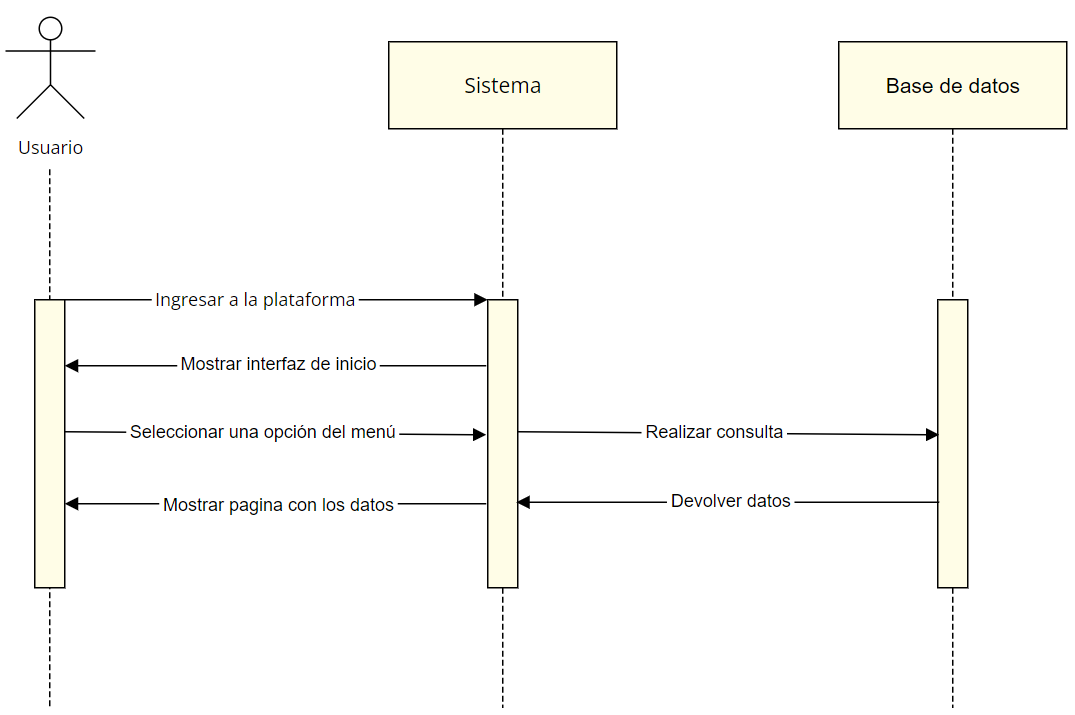 Sistema
Base de datos
Usuario
Ingresar a la plataforma
Mostrar interfaz de inicio
Seleccionar una opción del menú
Realizar consulta
Mostrar pagina con los datos
Devolver datos